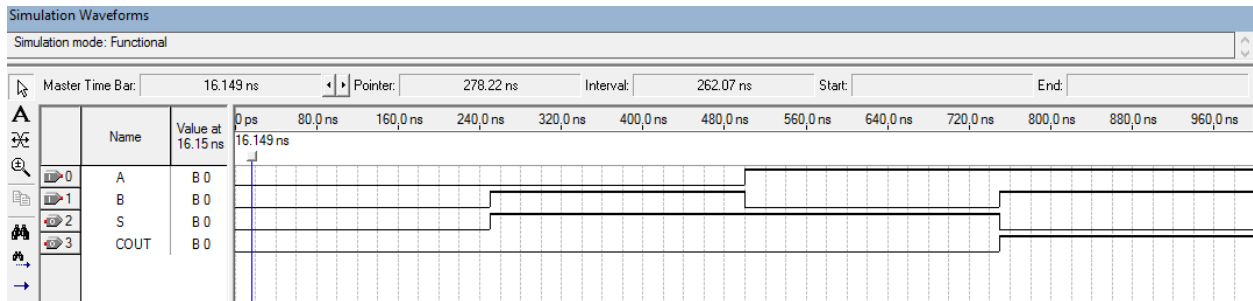 Simulation Waveforms
Simulation mode: Functional
Master Time Bar: 16.149 ns Pointer: 278.22 ns Interval: 262.07 ns Start: End:
A Name Value at 16.15 ns 0 ps 80.0 ns 160.0 ns 240.0 ns 320.0 ns 400.0 ns 480.0 ns 560.0 ns 640.0 ns 720.0 ns 800.0 ns 880.0 ns 960.0 ns
16.149 ns
0 A B 0
1 B B 0
2 S B 0
3 COUT B 0